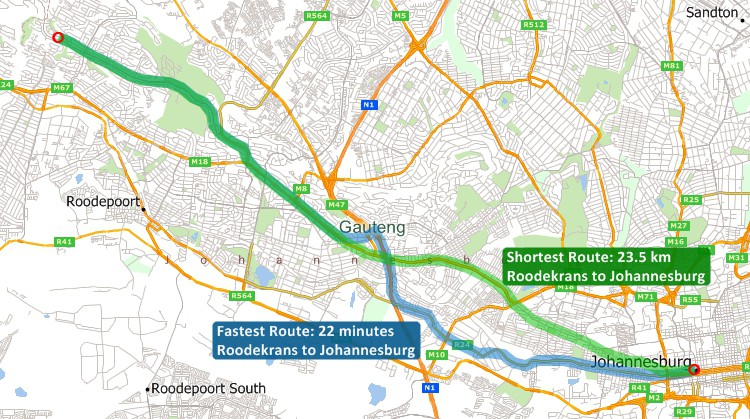 Sandton
R564
M5
R512
M81
24
M67
N1
M18
M8
R25
Roodepoort
M47
M27
Gauteng
R41
M16
Johannesb
M31
Shortest Route: 23.5 km
Roodekrans to Johannesburg
R564
M18
M71
R55
Fastest Route: 22 minutes
Roodekrans to Johannesburg
R24
M10
Johannesburg
Roodepoort South
N1
R41
M2
R29